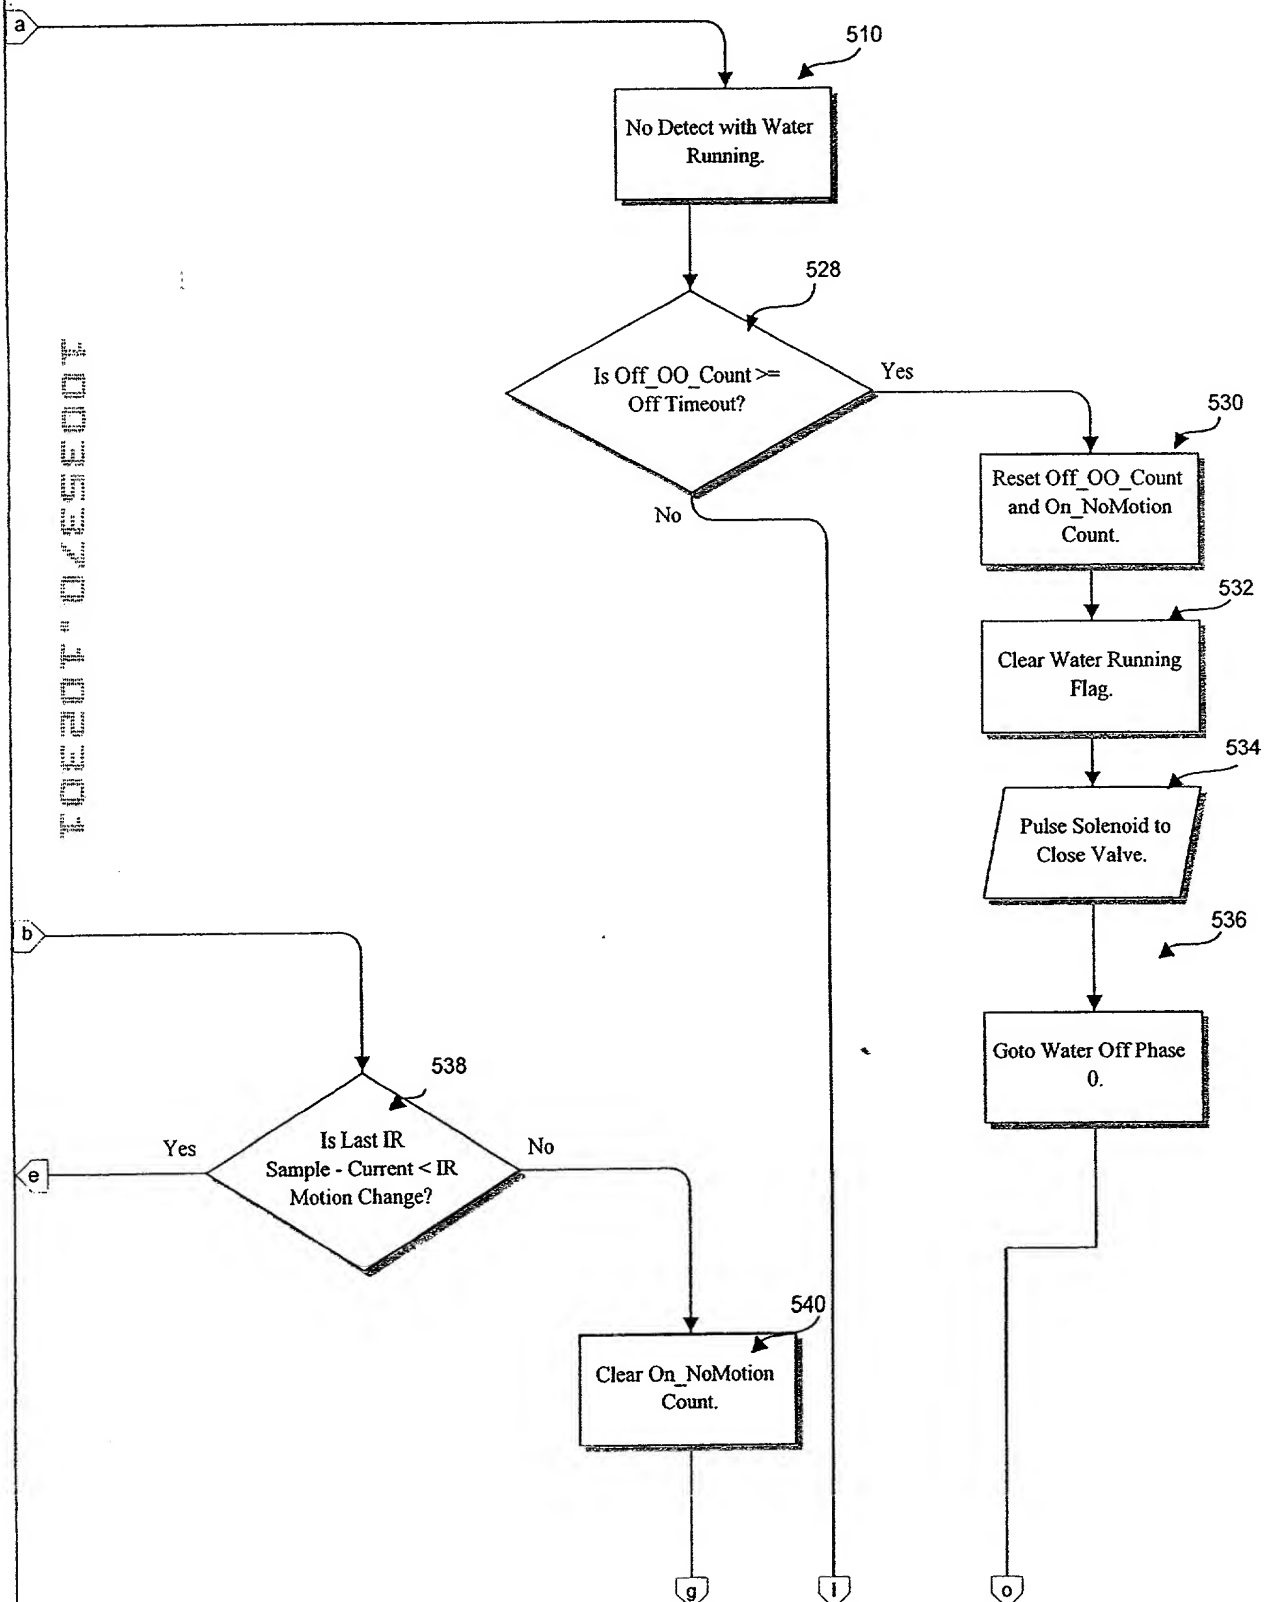 a
510
No Detect with Water
Running.
528
Is Off_OO_Count >=
Off Timeout?
Yes
No
530
Reset Off_OO_Count
and On_NoMotion
Count.
532
Clear Water Running
Flag.
534
Pulse Solenoid to
Close Valve.
536
Goto Water Off Phase
0.
b
538
Is Last IR
Sample - Current < IR
Motion Change?
Yes
No
e
540
Clear On_NoMotion
Count.
g
o